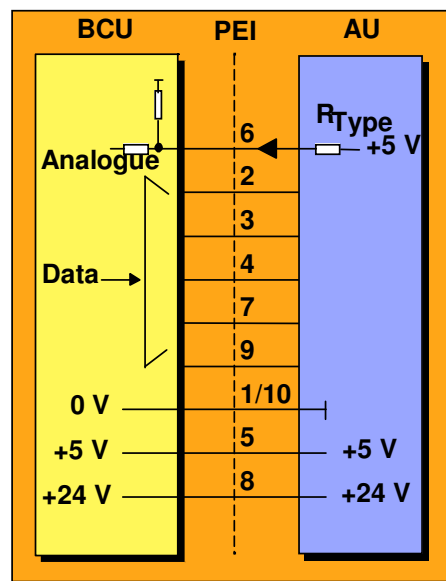 BCU PEI AU
6 RType
Analogue +5 V
2
3
Data 4
7
9
0 V 1/10
+5 V 5 +5 V
+24 V 8 +24 V